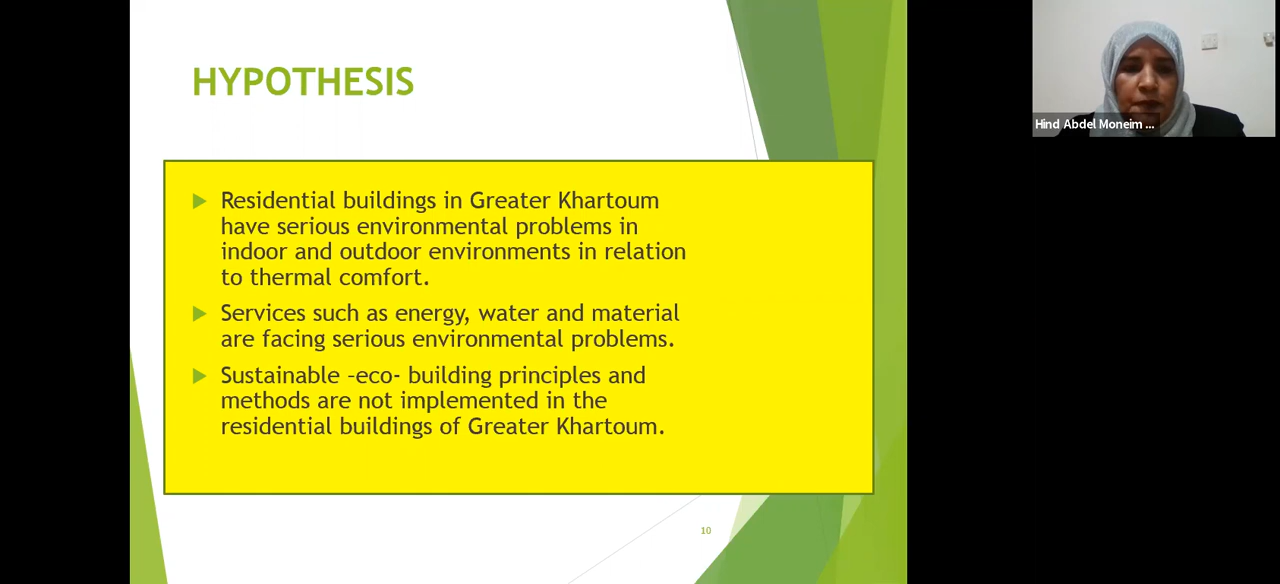 HYPOTHESIS
Residential buildings in Greater Khartoum
have serious environmental problems in
indoor and outdoor environments in relation
to thermal comfort.
Services such as energy, water and material
are facing serious environmental problems.
Sustainable –eco- building principles and
methods are not implemented in the
residential buildings of Greater Khartoum.
10
Hind Abdel Moneim ...